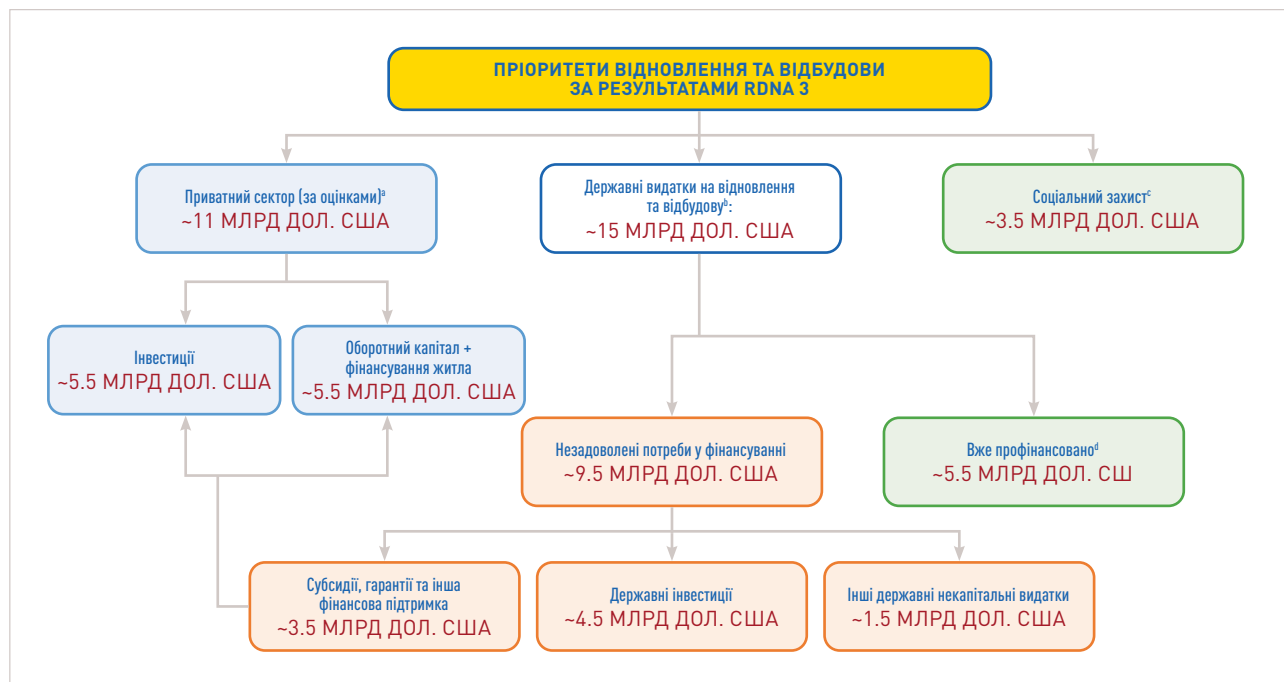 ПРІОРИТЕТИ ВІДНОВЛЕННЯ ТА ВІДБУДОВИ
ЗА РЕЗУЛЬТАТАМИ RDNA 3
Приватний сектор (за оцінками)ᵃ
~11 МЛРД ДОЛ. США
Державні видатки на відновлення
та відбудовуᵇ:
~15 МЛРД ДОЛ. США
Соціальний захистᶜ
~3.5 МЛРД ДОЛ. США
Інвестиції
~5.5 МЛРД ДОЛ. США
Оборотний капітал +
фінансування житла
~5.5 МЛРД ДОЛ. США
Незадоволені потреби у фінансуванні
~9.5 МЛРД ДОЛ. США
Вже профінансованоᵈ
~5.5 МЛРД ДОЛ. СШ
Субсидії, гарантії та інша
фінансова підтримка
~3.5 МЛРД ДОЛ. США
Державні інвестиції
~4.5 МЛРД ДОЛ. США
Інші державні некапітальні видатки
~1.5 МЛРД ДОЛ. США